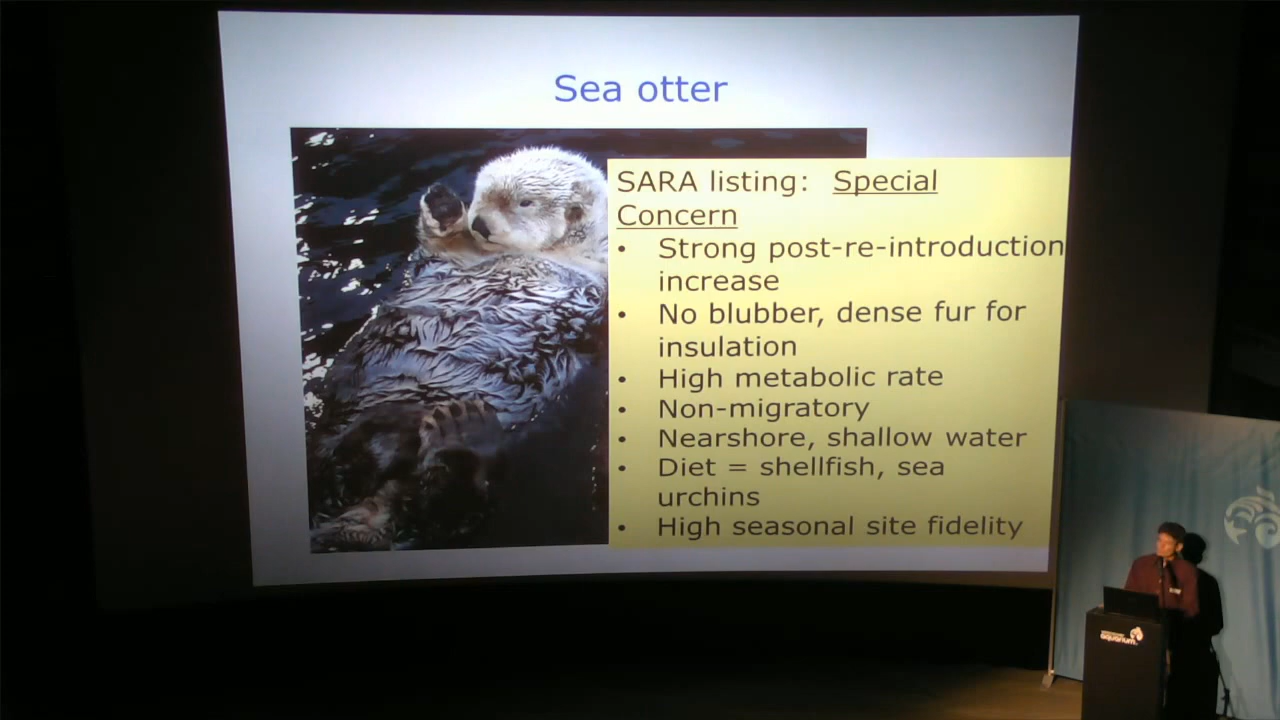 Sea otter
SARA listing: Special
Concern
• Strong post-re-introduction
increase
• No blubber, dense fur for
insulation
• High metabolic rate
• Non-migratory
• Nearshore, shallow water
• Diet = shellfish, sea
urchins
• High seasonal site fidelity
aquarium